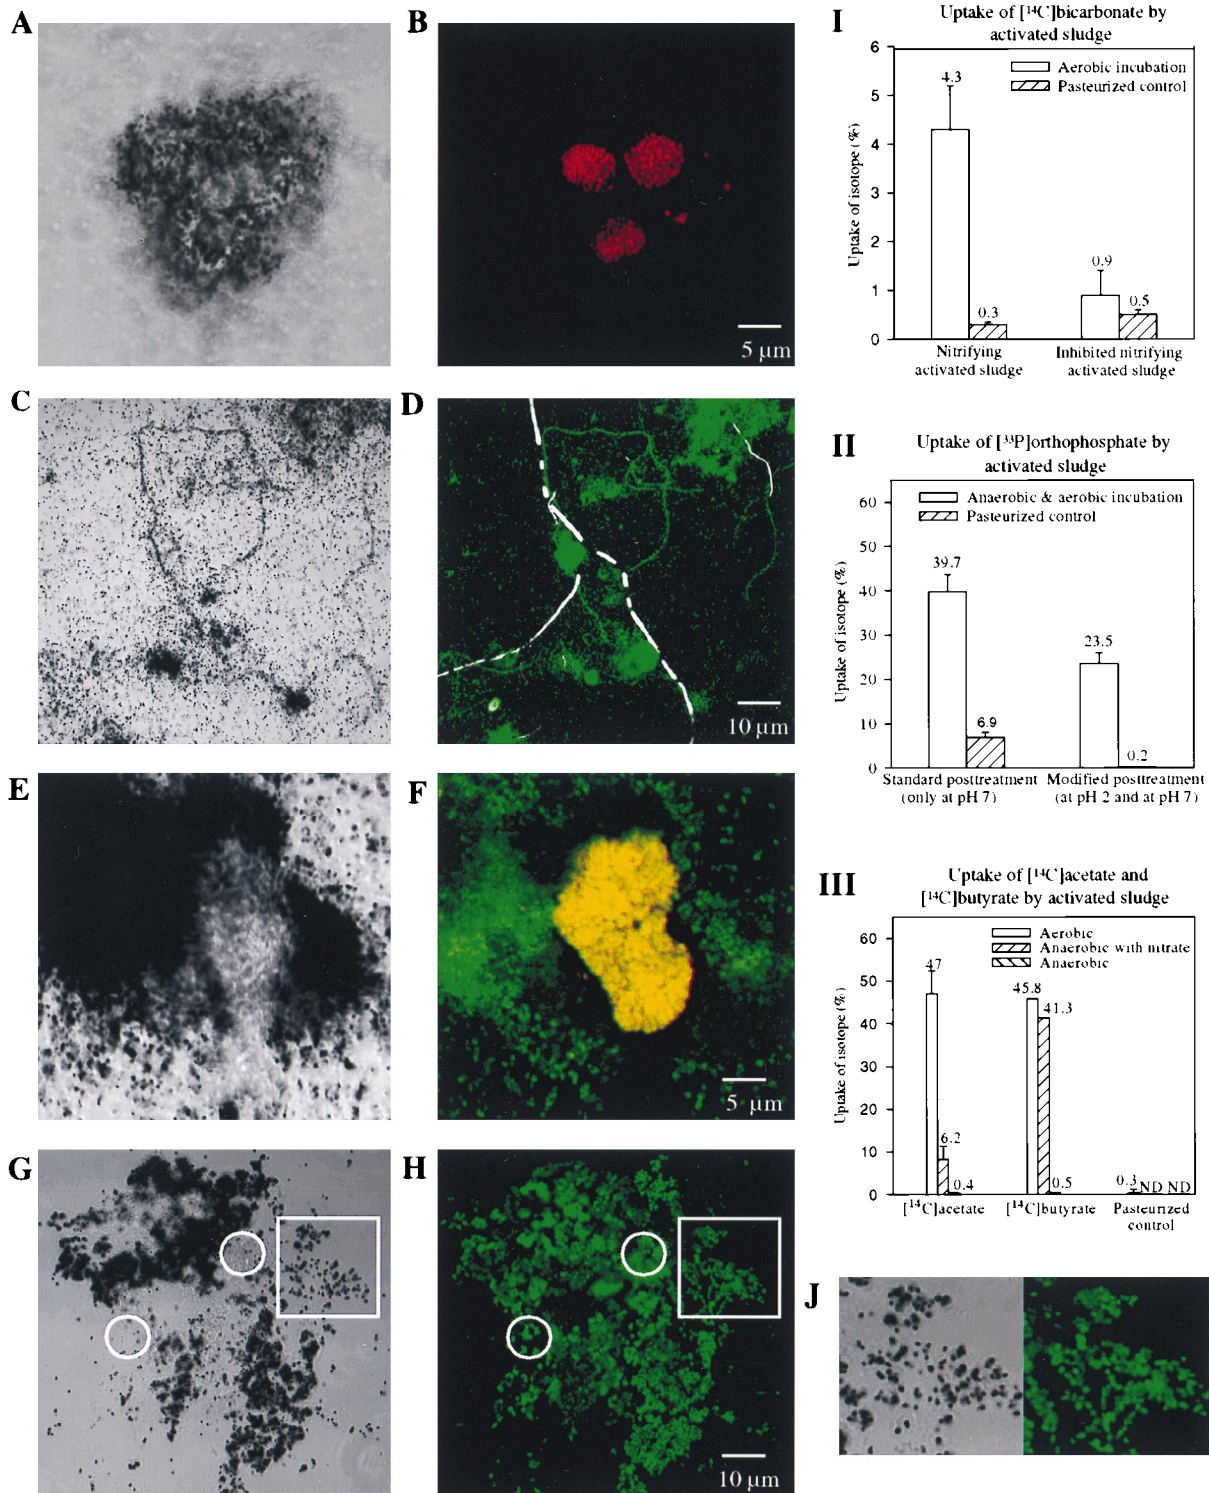 A
B
5 µm
C
D
10 µm
E
F
5 µm
G
H
10 µm
I
Uptake of [¹⁴C]bicarbonate by
activated sludge
Aerobic incubation
Pasteurized control
Uptake of isotope (%)
6
5
4
3
2
1
0
4.3
0.3
0.9
0.5
Nitrifying
activated sludge
Inhibited nitrifying
activated sludge
II
Uptake of [³³P]orthophosphate by
activated sludge
Anaerobic & aerobic incubation
Pasteurized control
Uptake of isotope (%)
60
50
40
30
20
10
0
39.7
6.9
23.5
0.2
Standard posttreatment
(only at pH 7)
Modified posttreatment
(at pH 2 and at pH 7)
III
Uptake of [¹⁴C]acetate and
[¹⁴C]butyrate by activated sludge
Aerobic
Anaerobic with nitrate
Anaerobic
Uptake of isotope (%)
60
50
40
30
20
10
0
47
6.2
0.4
45.8
41.3
0.5
0.3 ND ND
[¹⁴C]acetate
[¹⁴C]butyrate
Pasteurized
control
J